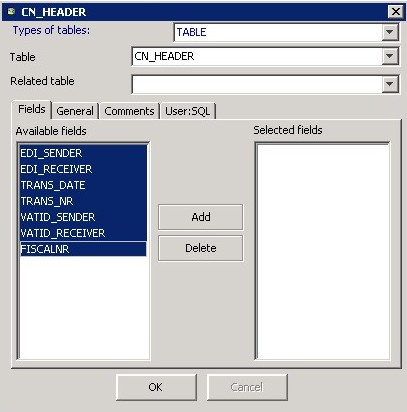 CN_HEADER
Types of tables: TABLE
Table CN_HEADER
Related table
Fields General Comments User:SQL
Available fields Selected fields
EDI_SENDER
EDI_RECEIVER
TRANS_DATE
TRANS_NR
VATID_SENDER
VATID_RECEIVER
FISCALNR
Add
Delete
OK Cancel